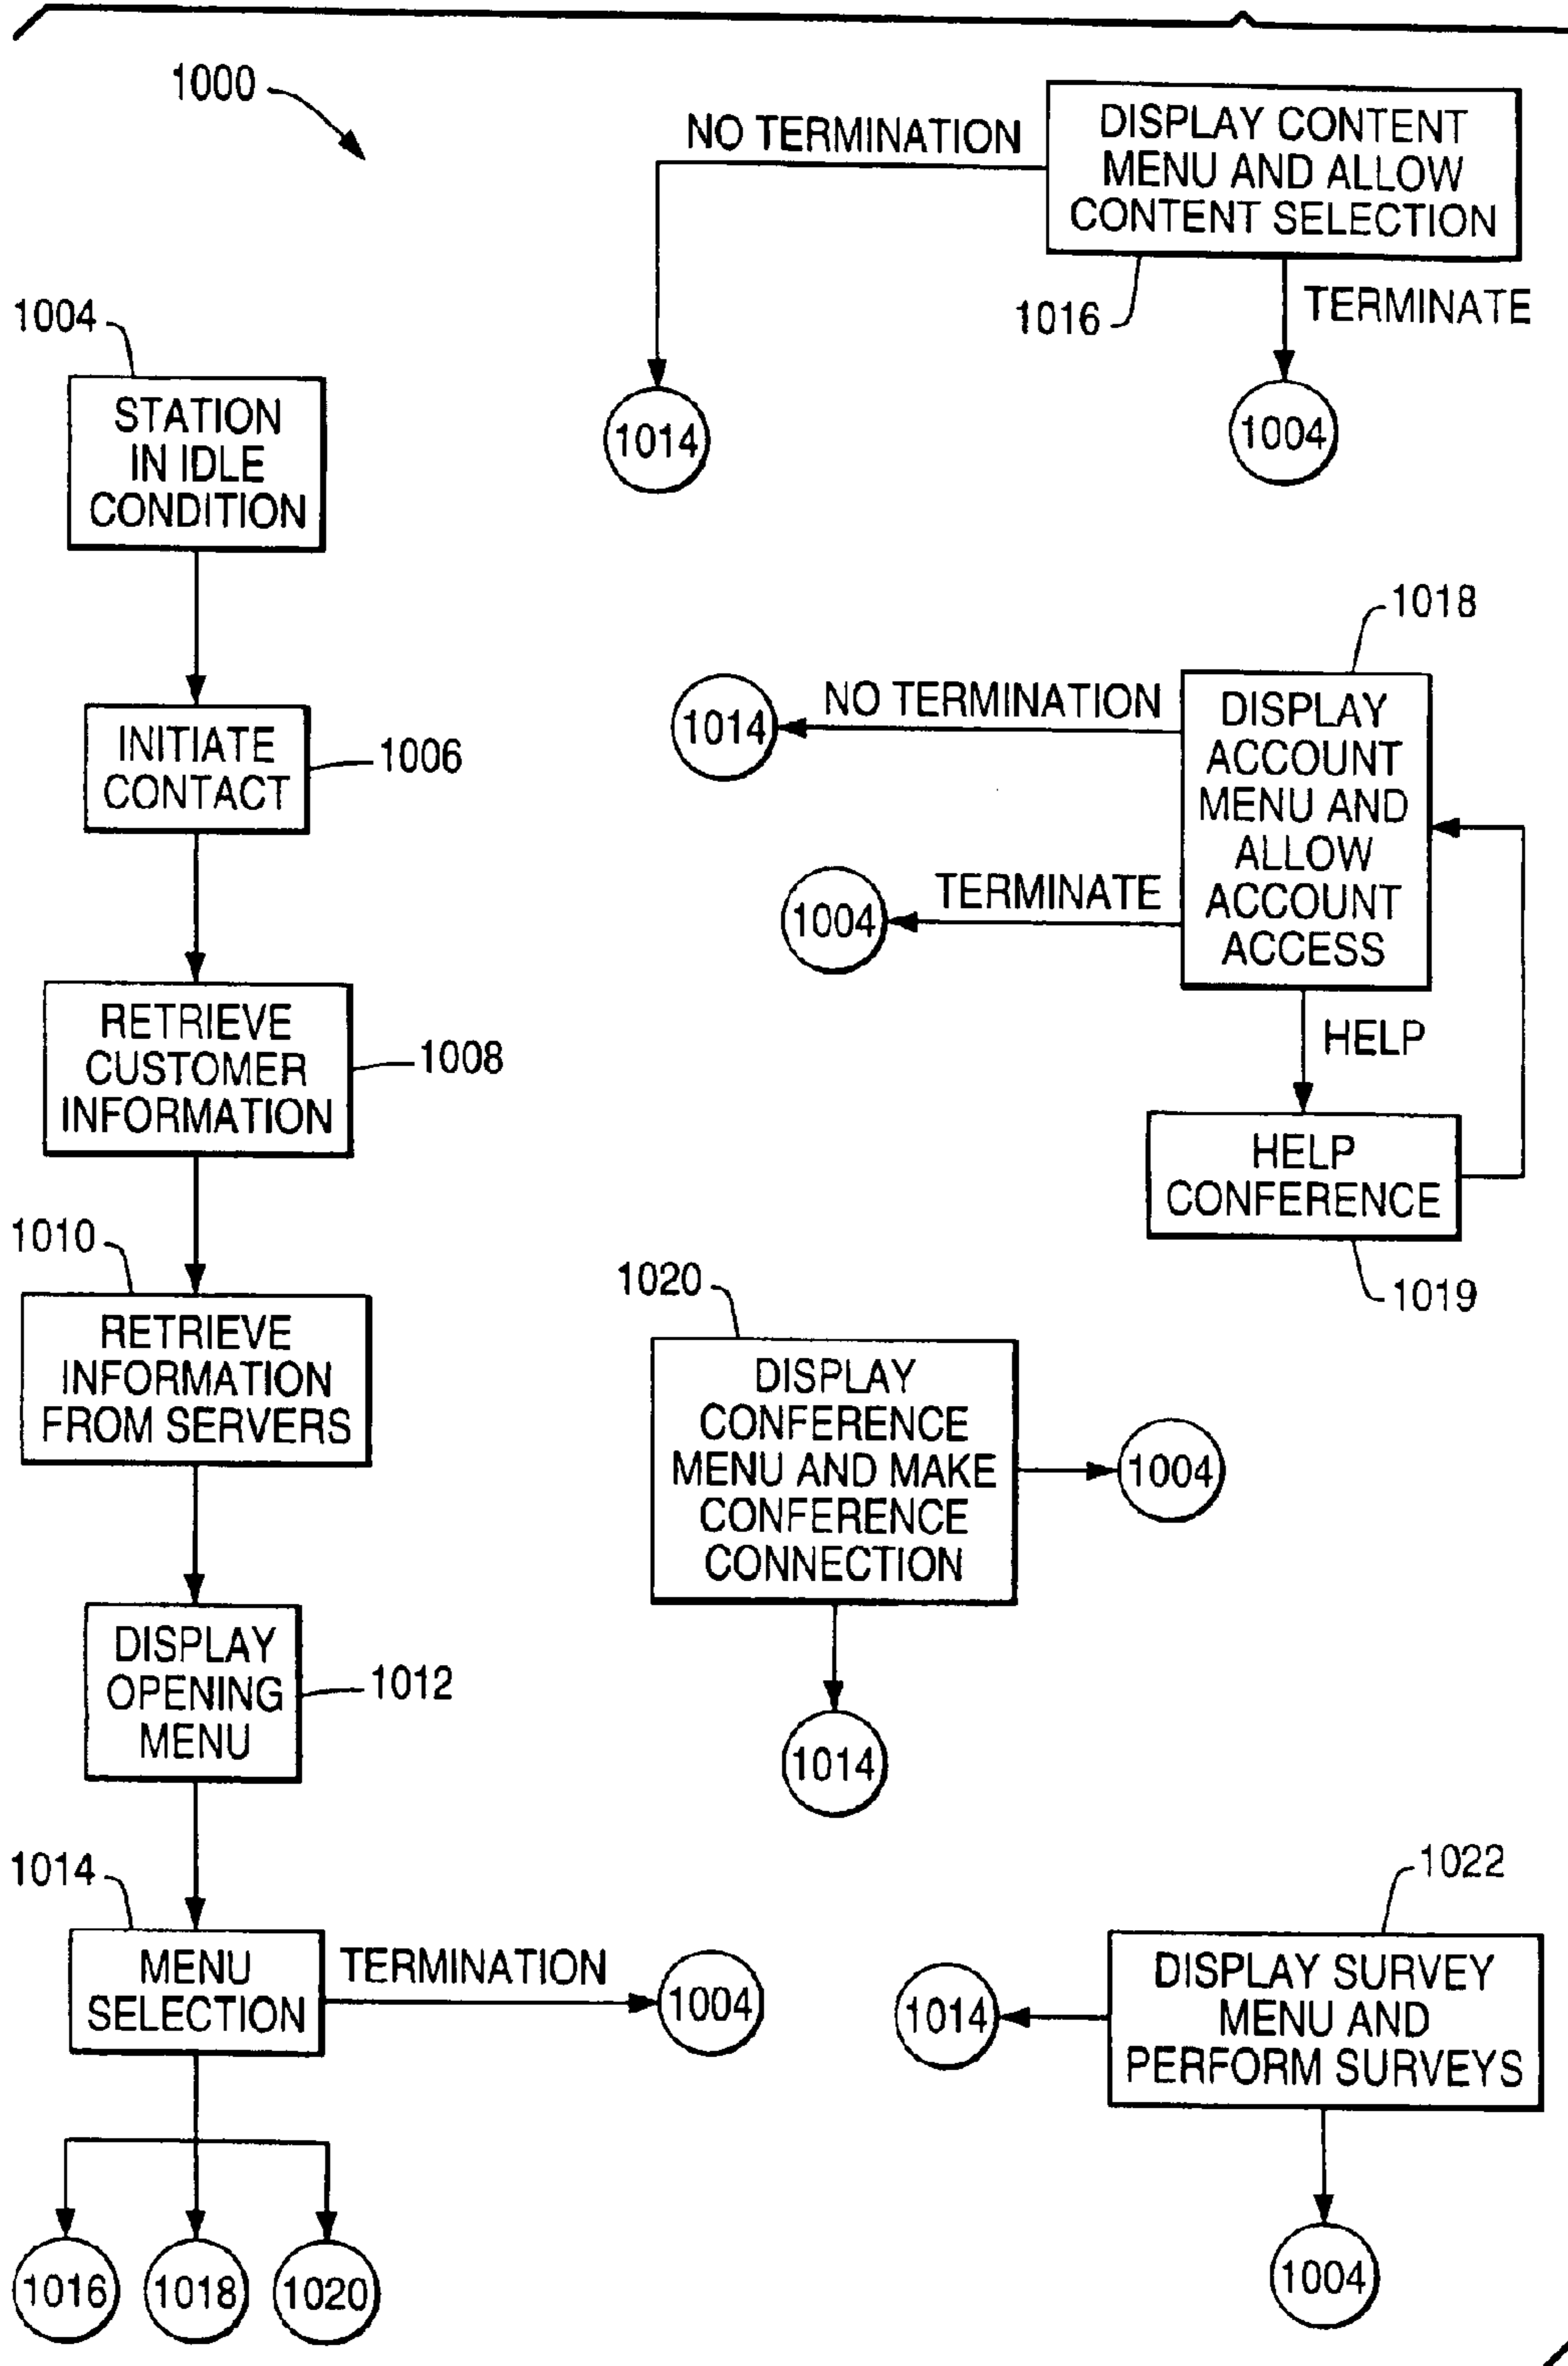 1000
NO TERMINATION
DISPLAY CONTENT
MENU AND ALLOW
CONTENT SELECTION
1016
TERMINATE
1014
1004
1004
STATION
IN IDLE
CONDITION
INITIATE
CONTACT
1006
RETRIEVE
CUSTOMER
INFORMATION
1008
1010
RETRIEVE
INFORMATION
FROM SERVERS
DISPLAY
OPENING
MENU
1012
1014
MENU
SELECTION
TERMINATION
1004
1016
1018
1020
1018
DISPLAY
ACCOUNT
MENU AND
ALLOW
ACCOUNT
ACCESS
NO TERMINATION
1014
TERMINATE
1004
HELP
HELP
CONFERENCE
1019
1020
DISPLAY
CONFERENCE
MENU AND MAKE
CONFERENCE
CONNECTION
1004
1014
1022
DISPLAY SURVEY
MENU AND
PERFORM SURVEYS
1014
1004